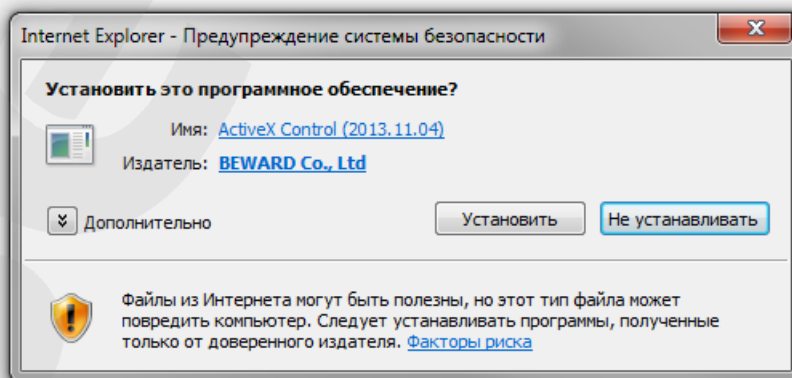 Internet Explorer - Предупреждение системы безопасности
Установить это программное обеспечение?
Имя: ActiveX Control (2013.11.04)
Издатель: BEWARD Co., Ltd
Дополнительно
Установить
Не устанавливать
Файлы из Интернета могут быть полезны, но этот тип файла может
повредить компьютер. Следует устанавливать программы, полученные
только от доверенного издателя. Факторы риска